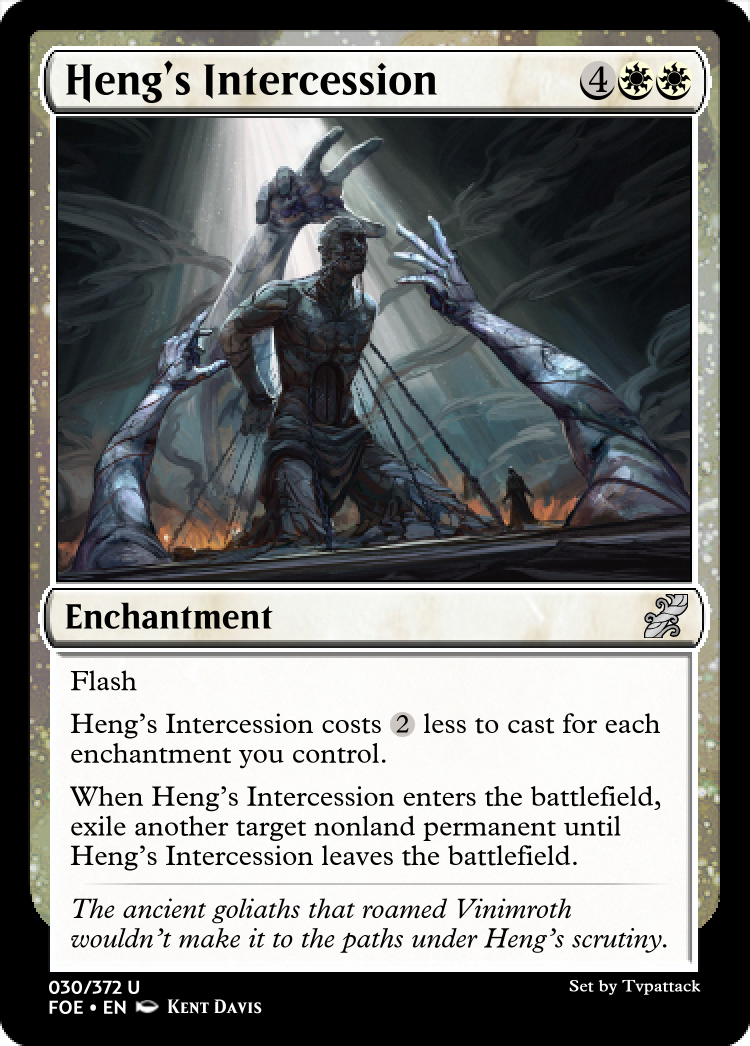 Heng's Intercession 4
Enchantment
Flash
Heng's Intercession costs 2 less to cast for each
enchantment you control.
When Heng's Intercession enters the battlefield,
exile another target nonland permanent until
Heng's Intercession leaves the battlefield.
The ancient goliaths that roamed Vinimroth
wouldn't make it to the paths under Heng's scrutiny.
030/372 U
Set by Tvpattack
FOE • EN Kent Davis